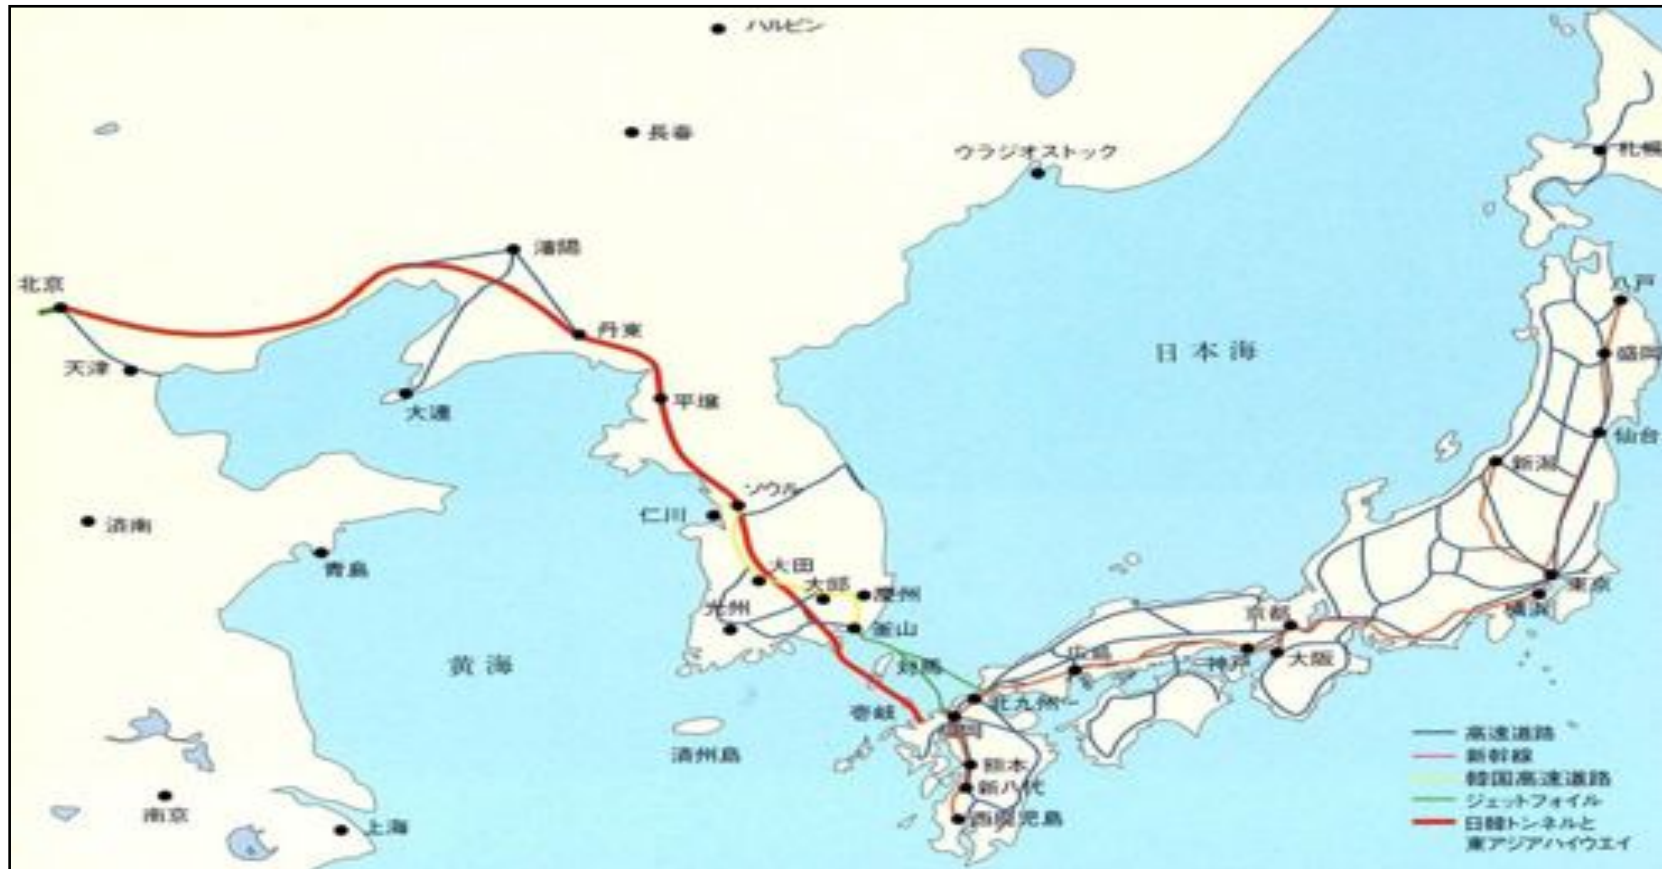 ハルビン
長春
ウラジオストック
札幌
瀋陽
北京
八戸
丹東
日本海
盛岡
天津
大連
平壌
仙台
新潟
ソウル
仁川
済南
青島
大田
大邱
慶州
東京
横浜
光州
釜山
京都
広島
神戸
大阪
対馬
黄海
壱岐
北九州
福岡
済州島
高速道路
新幹線
熊本
韓国高速道路
新八代
ジェットフォイル
南京
上海
西鹿児島
日韓トンネルと
東アジアハイウエイ